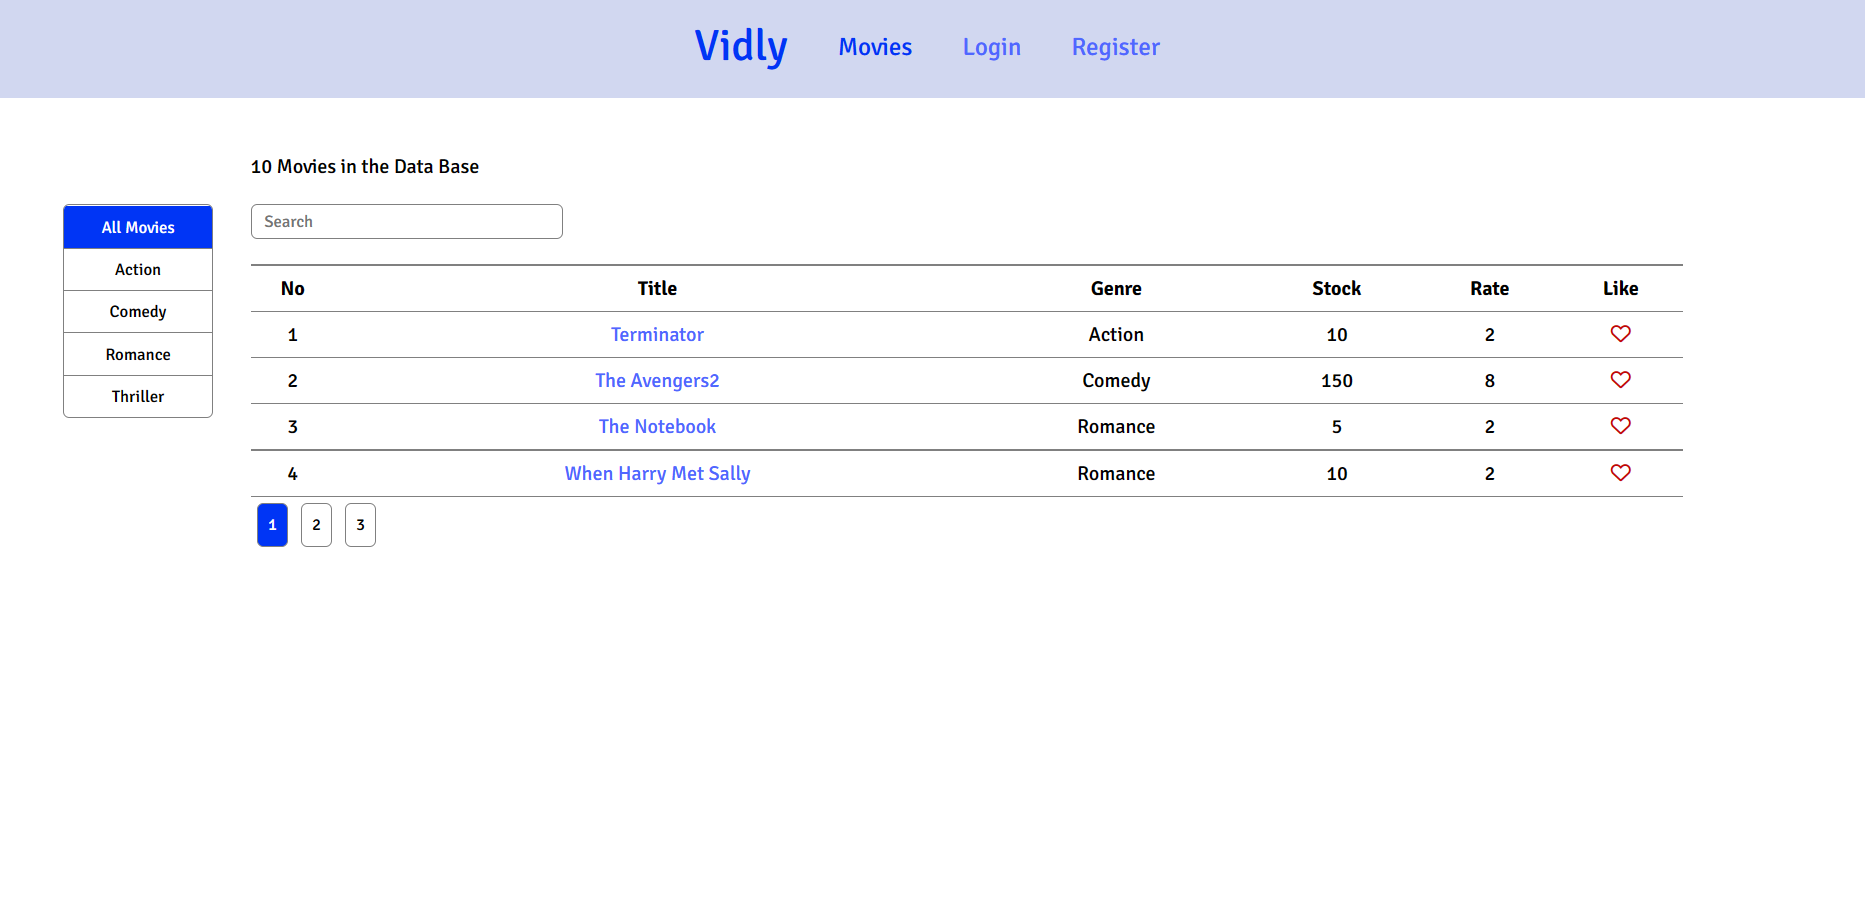 Vidly Movies Login Register
10 Movies in the Data Base
All Movies
Action
Comedy
Romance
Thriller
Search
No Title Genre Stock Rate Like
1 Terminator Action 10 2
2 The Avengers2 Comedy 150 8
3 The Notebook Romance 5 2
4 When Harry Met Sally Romance 10 2
1 2 3